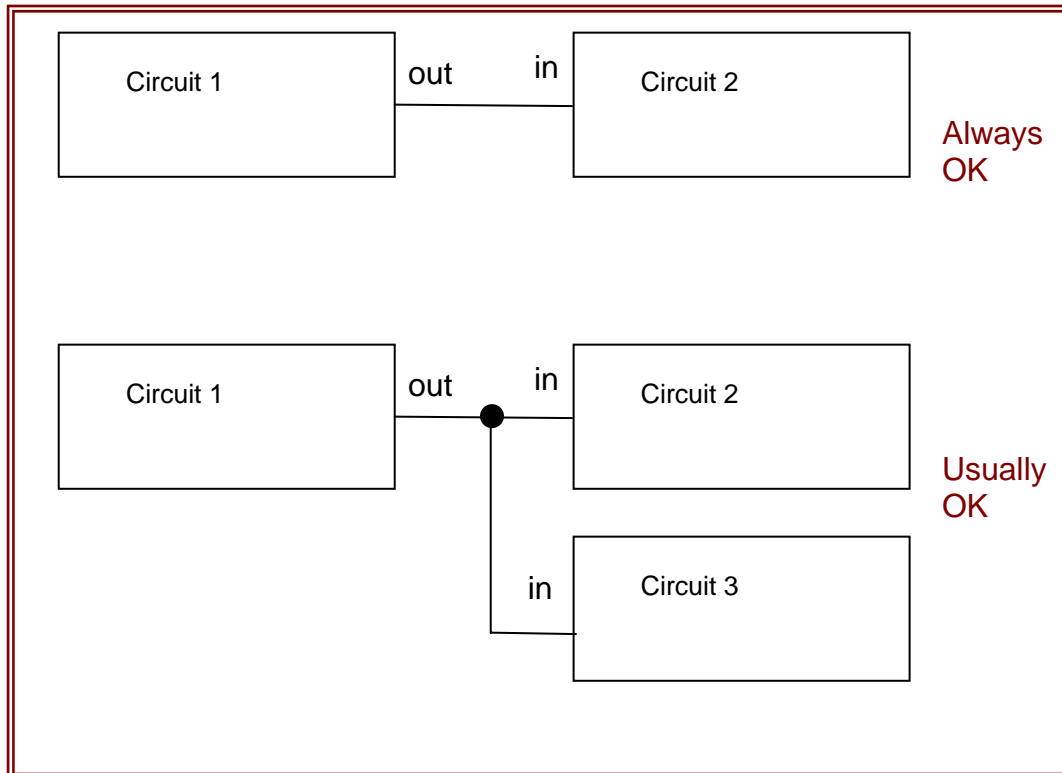 Circuit 1
out
in
Circuit 2
Always
OK
Circuit 1
out
in
Circuit 2
Usually
OK
in
Circuit 3